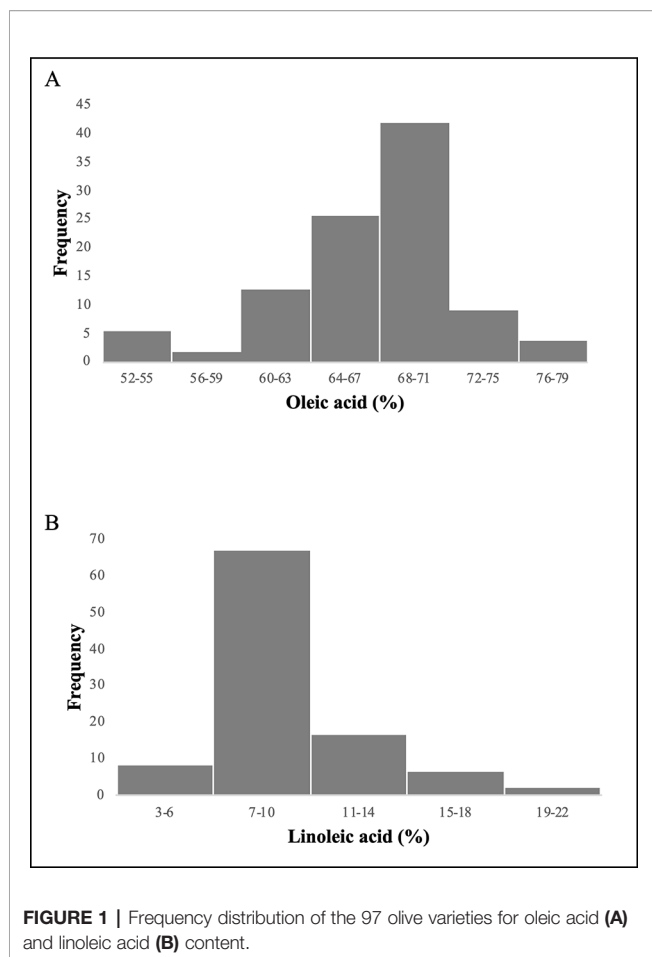 A
45
40
35
30
25
20
15
10
5
0
Frequency
52-55 56-59 60-63 64-67 68-71 72-75 76-79
Oleic acid (%)
B
70
60
50
40
30
20
10
0
Frequency
3-6 7-10 11-14 15-18 19-22
Linoleic acid (%)
FIGURE 1 | Frequency distribution of the 97 olive varieties for oleic acid (A)
and linoleic acid (B) content.